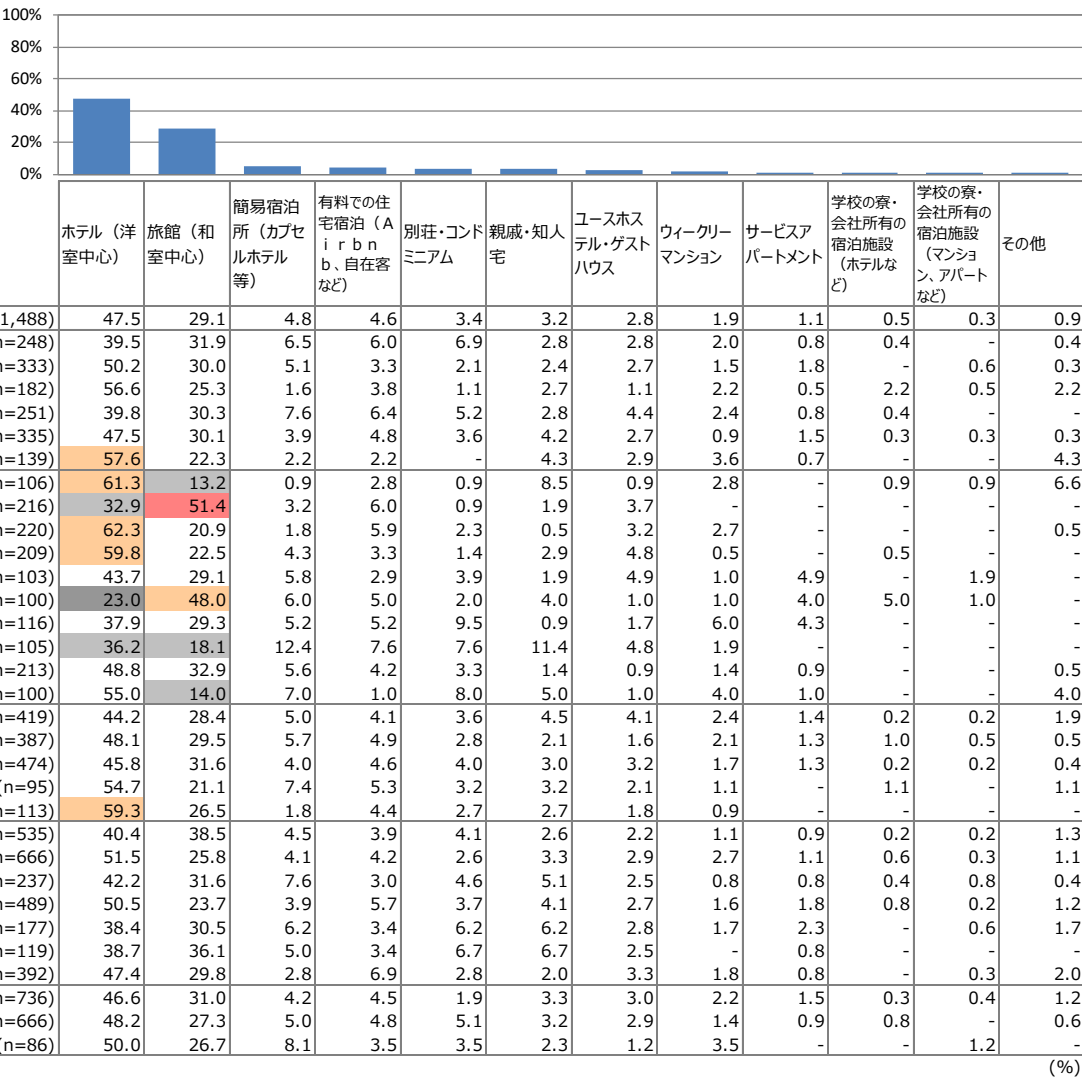 100%
80%
60%
40%
20%
0%
ホテル（洋室中心） 旅館（和室中心） 簡易宿泊所（カプセルホテル等） 有料での住宅宿泊（Ａｉｒｂｎｂ、自在客など） 別荘・コンドミニアム 親戚・知人宅 ユースホステル・ゲストハウス ウィークリーマンション サービスアパートメント 学校の寮・会社所有の宿泊施設（ホテルなど） 学校の寮・会社所有の宿泊施設（マンション、アパートなど） その他
1,488) 47.5 29.1 4.8 4.6 3.4 3.2 2.8 1.9 1.1 0.5 0.3 0.9
n=248) 39.5 31.9 6.5 6.0 6.9 2.8 2.8 2.0 0.8 0.4 - 0.4
n=333) 50.2 30.0 5.1 3.3 2.1 2.4 2.7 1.5 1.8 - 0.6 0.3
n=182) 56.6 25.3 1.6 3.8 1.1 2.7 1.1 2.2 0.5 2.2 0.5 2.2
n=251) 39.8 30.3 7.6 6.4 5.2 2.8 4.4 2.4 0.8 0.4 - -
n=335) 47.5 30.1 3.9 4.8 3.6 4.2 2.7 0.9 1.5 0.3 0.3 0.3
n=139) 57.6 22.3 2.2 2.2 - 4.3 2.9 3.6 0.7 - - 4.3
n=106) 61.3 13.2 0.9 2.8 0.9 8.5 0.9 2.8 - 0.9 0.9 6.6
n=216) 32.9 51.4 3.2 6.0 0.9 1.9 3.7 - - - - -
n=220) 62.3 20.9 1.8 5.9 2.3 0.5 3.2 2.7 - - - 0.5
n=209) 59.8 22.5 4.3 3.3 1.4 2.9 4.8 0.5 - 0.5 - -
n=103) 43.7 29.1 5.8 2.9 3.9 1.9 4.9 1.0 4.9 - 1.9 -
n=100) 23.0 48.0 6.0 5.0 2.0 4.0 1.0 1.0 4.0 5.0 1.0 -
n=116) 37.9 29.3 5.2 5.2 9.5 0.9 1.7 6.0 4.3 - - -
n=105) 36.2 18.1 12.4 7.6 7.6 11.4 4.8 1.9 - - - -
n=213) 48.8 32.9 5.6 4.2 3.3 1.4 0.9 1.4 0.9 - - 0.5
n=100) 55.0 14.0 7.0 1.0 8.0 5.0 1.0 4.0 1.0 - - 4.0
n=419) 44.2 28.4 5.0 4.1 3.6 4.5 4.1 2.4 1.4 0.2 0.2 1.9
n=387) 48.1 29.5 5.7 4.9 2.8 2.1 1.6 2.1 1.3 1.0 0.5 0.5
n=474) 45.8 31.6 4.0 4.6 4.0 3.0 3.2 1.7 1.3 0.2 0.2 0.4
(n=95) 54.7 21.1 7.4 5.3 3.2 3.2 2.1 1.1 - 1.1 - 1.1
n=113) 59.3 26.5 1.8 4.4 2.7 2.7 1.8 0.9 - - - -
n=535) 40.4 38.5 4.5 3.9 4.1 2.6 2.2 1.1 0.9 0.2 0.2 1.3
n=666) 51.5 25.8 4.1 4.2 2.6 3.3 2.9 2.7 1.1 0.6 0.3 1.1
n=237) 42.2 31.6 7.6 3.0 4.6 5.1 2.5 0.8 0.8 0.4 0.8 0.4
n=489) 50.5 23.7 3.9 5.7 3.7 4.1 2.7 1.6 1.8 0.8 0.2 1.2
n=177) 38.4 30.5 6.2 3.4 6.2 6.2 2.8 1.7 2.3 - 0.6 1.7
n=119) 38.7 36.1 5.0 3.4 6.7 6.7 2.5 - 0.8 - - -
n=392) 47.4 29.8 2.8 6.9 2.8 2.0 3.3 1.8 0.8 - 0.3 2.0
n=736) 46.6 31.0 4.2 4.5 1.9 3.3 3.0 2.2 1.5 0.3 0.4 1.2
n=666) 48.2 27.3 5.0 4.8 5.1 3.2 2.9 1.4 0.9 0.8 - 0.6
(n=86) 50.0 26.7 8.1 3.5 3.5 2.3 1.2 3.5 - - 1.2 -
(%)